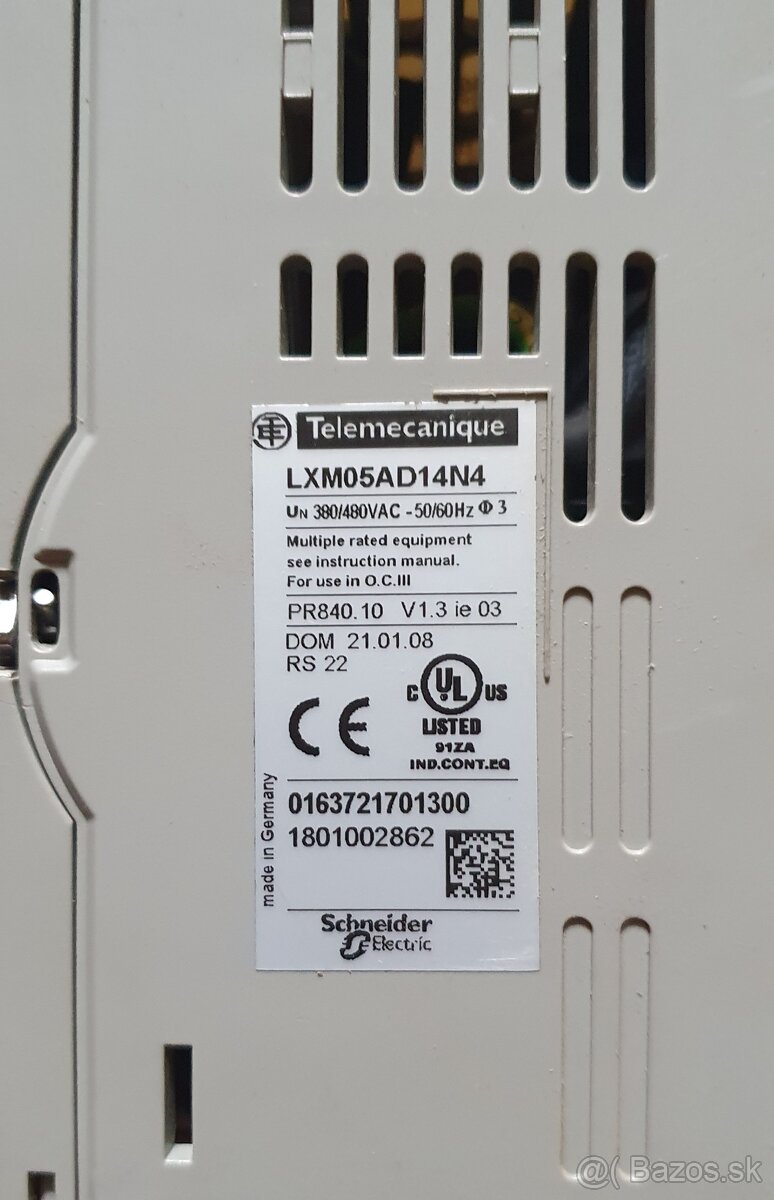 Telemecanique
LXM05AD14N4
UN 380/480VAC - 50/60Hz Φ 3
Multiple rated equipment
see instruction manual.
For use in O.C.III
PR840.10 V1.3 ie 03
DOM 21.01.08
RS 22
C UL US
LISTED
91ZA
IND.CONT.EQ
CE
made in Germany
0163721701300
1801002862
Schneider
Electric
@( Bazos.sk